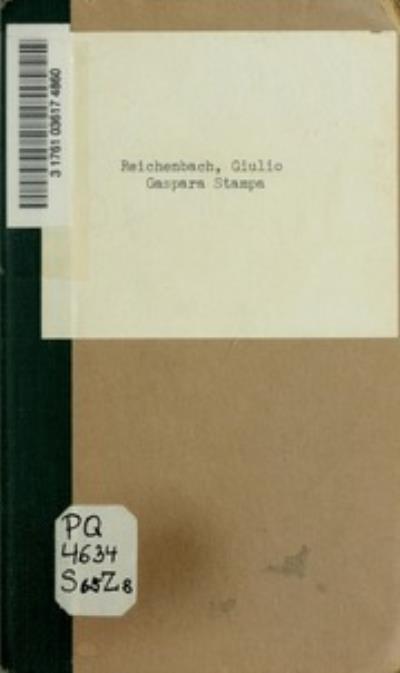 3 1761 03617 4860
Reichenbach, Giulio
Gaspara Stampa
PQ
4634
S65Z8